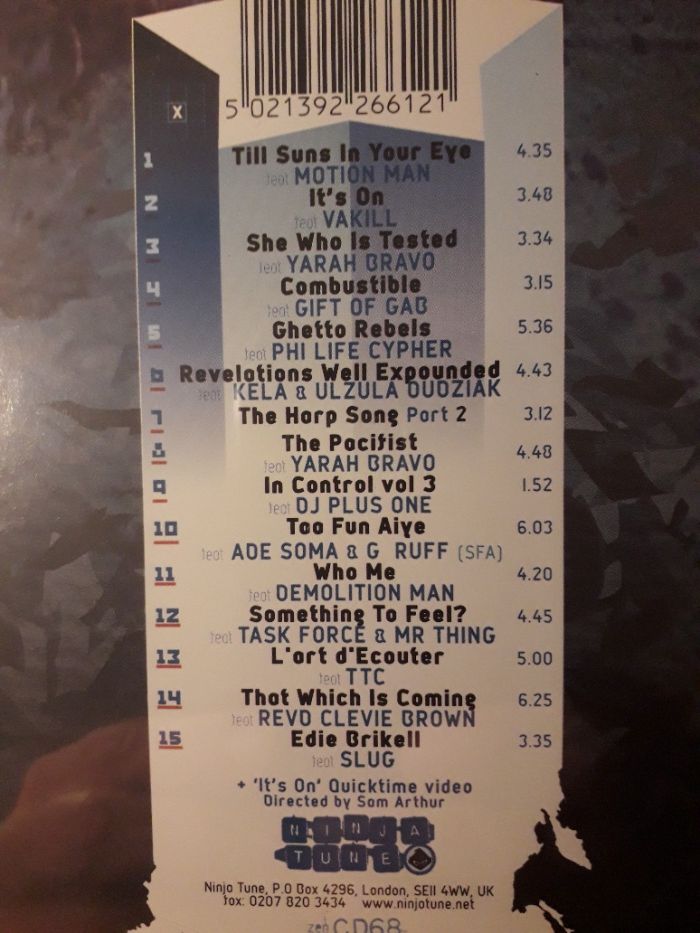 5 021392 266121
X
1 Till Suns In Your Eye 4.35
feat MOTION MAN
2 It's On 3.48
feat VAKILL
3 She Who Is Tested 3.34
feat YARAH BRAVO
4 Combustible 3.15
feat GIFT OF GAB
5 Ghetto Rebels 5.36
feat PHI LIFE CYPHER
6 Revelations Well Expounded 4.43
feat KELA & ULZULA DUDZIAK
7 The Harp Song Part 2 3.12
8 The Pacifist 4.48
feat YARAH BRAVO
9 In Control vol 3 1.52
feat DJ PLUS ONE
10 Too Fun Aiye 6.03
feat ADE SOMA & G RUFF (SFA)
11 Who Me 4.20
feat DEMOLITION MAN
12 Something To Feel? 4.45
feat TASK FORCE & MR THING
13 L'art d'Ecouter 5.00
feat TTC
14 That Which Is Coming 6.25
feat REVD CLEVIE BROWN
15 Edie Brikell 3.35
feat SLUG
+ 'It's On' Quicktime video
Directed by Sam Arthur
NINJA
TUNE
Ninja Tune, P.O Box 4296, London, SE11 4WW, UK
fax: 0207 820 3434 www.ninjatune.net
zen CD68